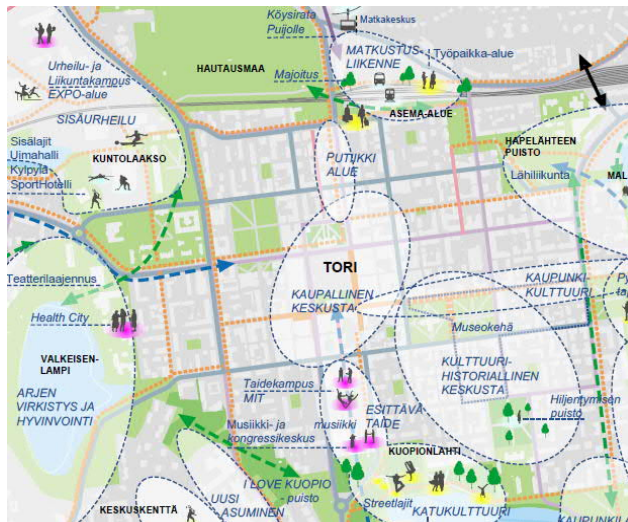 Köysirata
Puijolle
Matkakeskus
MATKUSTUS-
LIIKENNE
Työpaikka-alue
HAUTAUSMAA
Majoitus
ASEMA-ALUE
Urheilu- ja
Liikuntakampus
EXPO-alue
SISÄURHEILU
Sisälajit
Uimahalli
Kylpylä
SportHotelli
KUNTOLAAKSO
PUTIIKKI
ALUE
HAPELÄHTEEN
PUISTO
Lähiliikunta
MAL
TORI
KAUPALLINEN
KESKUSTA
KAUPUNKI
KULTTUURI
Teatterilaajennus
Health City
VALKEISEN-
LAMPI
ARJEN
VIRKISTYS JA
HYVINVOINTI
Museokehä
KULTTUURI-
HISTORIALLINEN
KESKUSTA
Hiljentymisen
puisto
Taidekampus
MIT
Musiikki- ja
kongressikeskus
musiikki
ESITTÄVÄ
TAIDE
KUOPIONLAHTI
I LOVE KUOPIO
- puisto
UUSI
ASUMINEN
KESKUSKENTTÄ
Streetlajit
KATUKULTTUURI
KAUPUNKILA